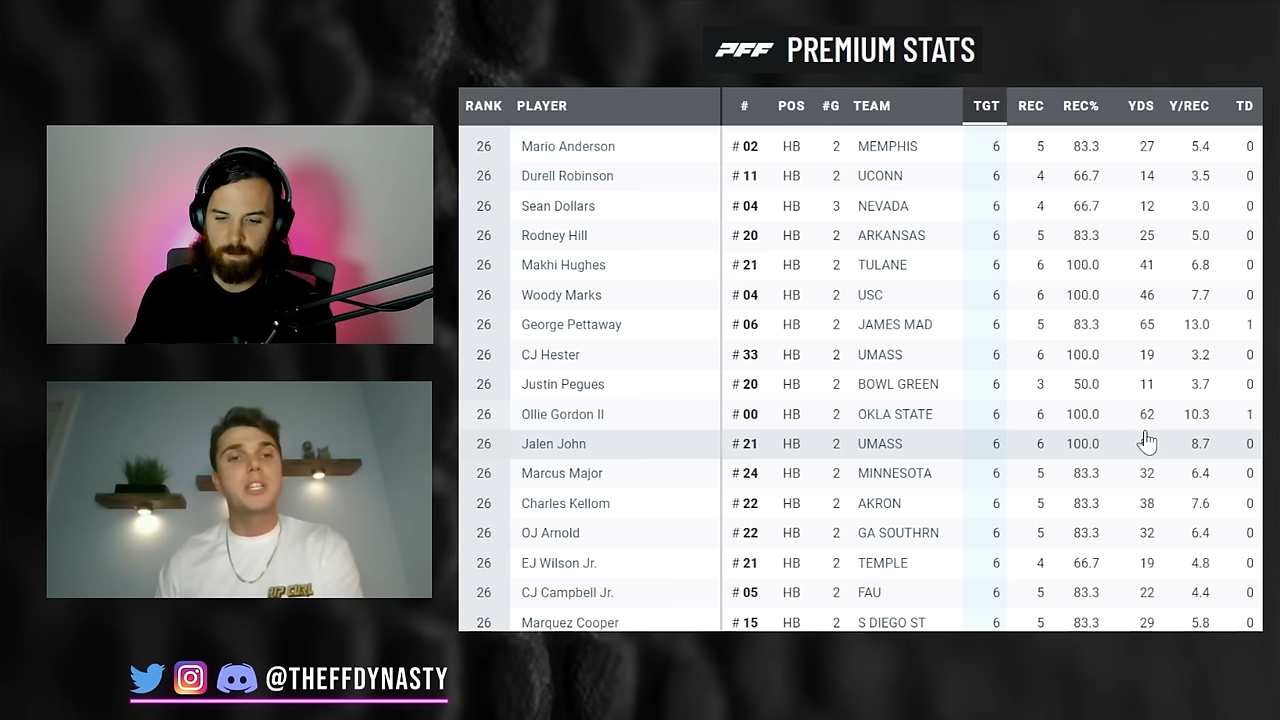 PFF PREMIUM STATS
RANK PLAYER # POS #G TEAM TGT REC REC% YDS Y/REC TD
26 Mario Anderson # 02 HB 2 MEMPHIS 6 5 83.3 27 5.4 0
26 Durell Robinson # 11 HB 2 UCONN 6 4 66.7 14 3.5 0
26 Sean Dollars # 04 HB 3 NEVADA 6 4 66.7 12 3.0 0
26 Rodney Hill # 20 HB 2 ARKANSAS 6 5 83.3 25 5.0 0
26 Makhi Hughes # 21 HB 2 TULANE 6 6 100.0 41 6.8 0
26 Woody Marks # 04 HB 2 USC 6 6 100.0 46 7.7 0
26 George Pettaway # 06 HB 2 JAMES MAD 6 5 83.3 65 13.0 1
26 CJ Hester # 33 HB 2 UMASS 6 6 100.0 19 3.2 0
26 Justin Pegues # 20 HB 2 BOWL GREEN 6 3 50.0 11 3.7 0
26 Ollie Gordon II # 00 HB 2 OKLA STATE 6 6 100.0 62 10.3 1
26 Jalen John # 21 HB 2 UMASS 6 6 100.0 8.7 0
26 Marcus Major # 24 HB 2 MINNESOTA 6 5 83.3 32 6.4 0
26 Charles Kellom # 22 HB 2 AKRON 6 5 83.3 38 7.6 0
26 OJ Arnold # 22 HB 2 GA SOUTHRN 6 5 83.3 32 6.4 0
26 EJ Wilson Jr. # 21 HB 2 TEMPLE 6 4 66.7 19 4.8 0
26 CJ Campbell Jr. # 05 HB 2 FAU 6 5 83.3 22 4.4 0
26 Marquez Cooper # 15 HB 2 S DIEGO ST 6 5 83.3 29 5.8 0
RIP CURL
@THEFFDYNASTY